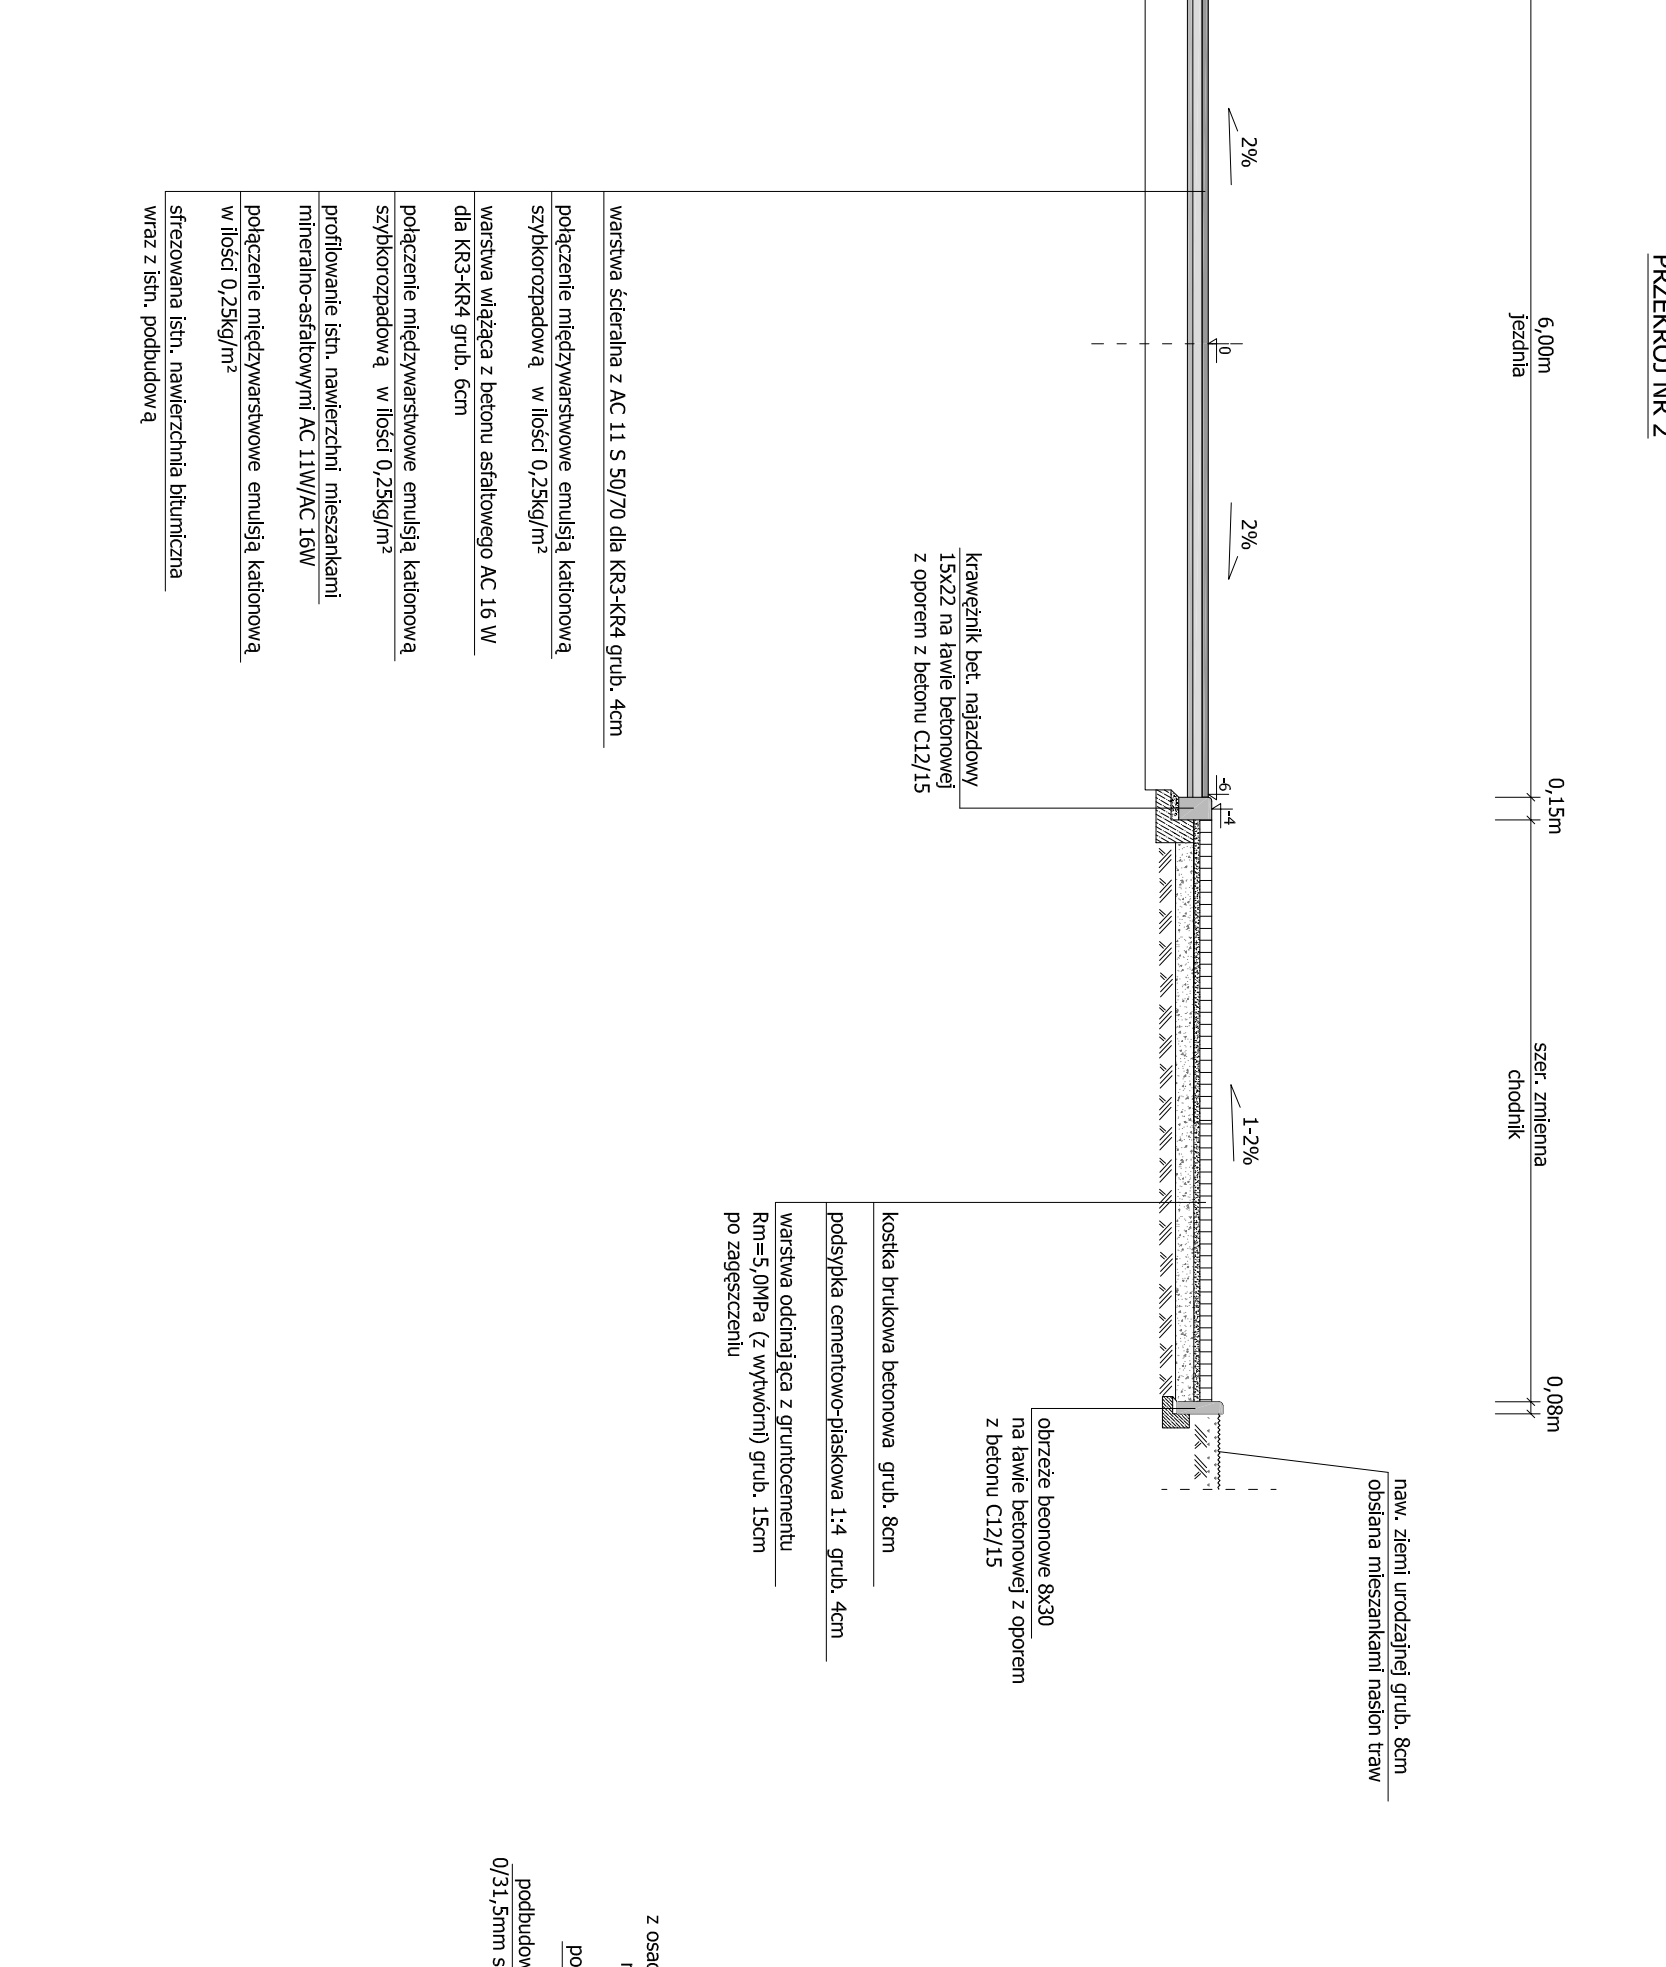 PRZEKRÓJ NR 2
6,00m
jezdnia
0,15m
szer. zmienna
chodnik
0,08m
2%
2%
1-2%
0
-6
-4
naw. ziemi urodzajnej grub. 8cm
obsiana mieszankami nasion traw
obrzeże beonowe 8x30
na ławie betonowej z oporem
z betonu C12/15
krawężnik bet. najazdowy
15x22 na ławie betonowej
z oporem z betonu C12/15
kostka brukowa betonowa grub. 8cm
podsypka cementowo-piaskowa 1:4 grub. 4cm
warstwa odcinająca z gruntocementu
Rm=5,0MPa (z wytwórni) grub. 15cm
po zagęszczeniu
warstwa ścieralna z AC 11 S 50/70 dla KR3-KR4 grub. 4cm
połączenie międzywarstwowe emulsją kationową
szybkorozpadową w ilości 0,25kg/m²
warstwa wiążąca z betonu asfaltowego AC 16 W
dla KR3-KR4 grub. 6cm
połączenie międzywarstwowe emulsją kationową
szybkorozpadową w ilości 0,25kg/m²
profilowanie istn. nawierzchni mieszankami
mineralno-asfaltowymi AC 11W/AC 16W
połączenie międzywarstwowe emulsją kationową
w ilości 0,25kg/m²
sfrezowana istn. nawierzchnia bitumiczna
wraz z istn. podbudową
z osad
po
podbudow
0/31,5mm s